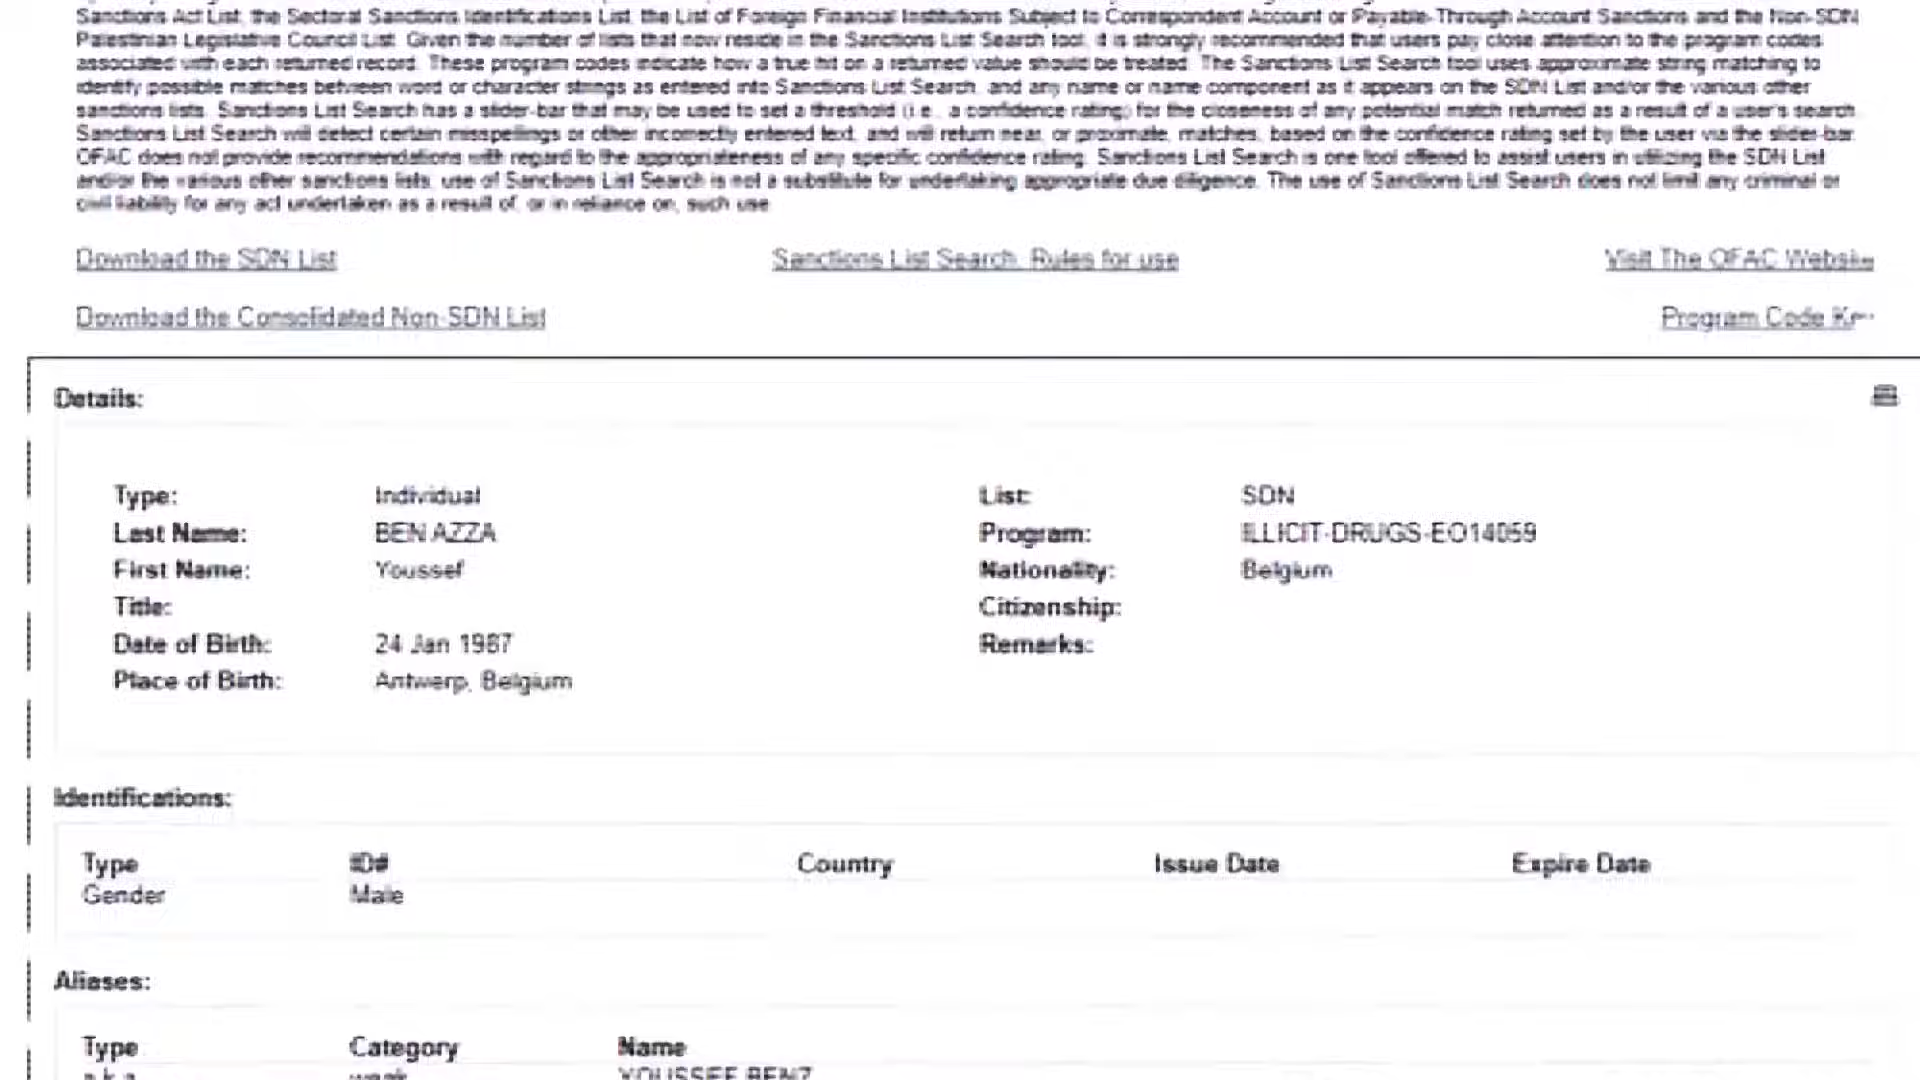 Sanctions Act List, the Sectoral Sanctions Identifications List, the List of Foreign Financial Institutions Subject to Correspondent Account or Payable-Through Account Sanctions and the Non-SDN
Palestinian Legislative Council List. Given the number of lists that now reside in the Sanctions List Search tool, it is strongly recommended that users pay close attention to the program codes
associated with each returned record. These program codes indicate how a true hit on a returned value should be treated. The Sanctions List Search tool uses approximate string matching to
identify possible matches between word or character strings as entered into Sanctions List Search, and any name or name component as it appears on the SDN List and/or the various other
sanctions lists. Sanctions List Search has a slider-bar that may be used to set a threshold (i.e., a confidence rating) for the closeness of any potential match returned as a result of a user's search.
Sanctions List Search will detect certain misspellings or other incorrectly entered text, and will return near, or proximate, matches, based on the confidence rating set by the user via the slider-bar.
OFAC does not provide recommendations with regard to the appropriateness of any specific confidence rating. Sanctions List Search is one tool offered to assist users in utilizing the SDN List
and/or the various other sanctions lists; use of Sanctions List Search is not a substitute for undertaking appropriate due diligence. The use of Sanctions List Search does not limit any criminal or
civil liability for any act undertaken as a result of, or in reliance on, such use.
Download the SDN List Sanctions List Search: Rules for use Visit The OFAC Website
Download the Consolidated Non-SDN List Program Code Key
Details:
Type: Individual List: SDN
Last Name: BEN AZZA Program: ILLICIT-DRUGS-EO14059
First Name: Youssef Nationality: Belgium
Title: Citizenship:
Date of Birth: 24 Jan 1987 Remarks:
Place of Birth: Antwerp, Belgium
Identifications:
Type ID# Country Issue Date Expire Date
Gender Male
Aliases:
Type Category Name
a.k.a. weak YOUSSEF BENZ